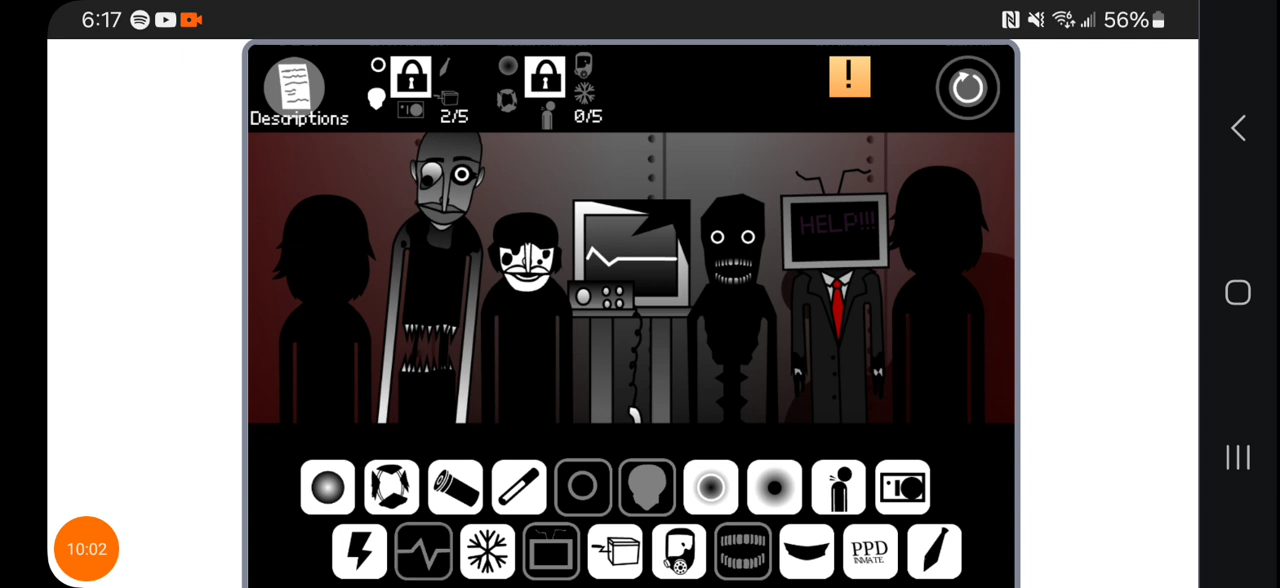 6:17
56%
Descriptions
2/5
0/5
!
HELP!!!
PPD
INMATE
10:02